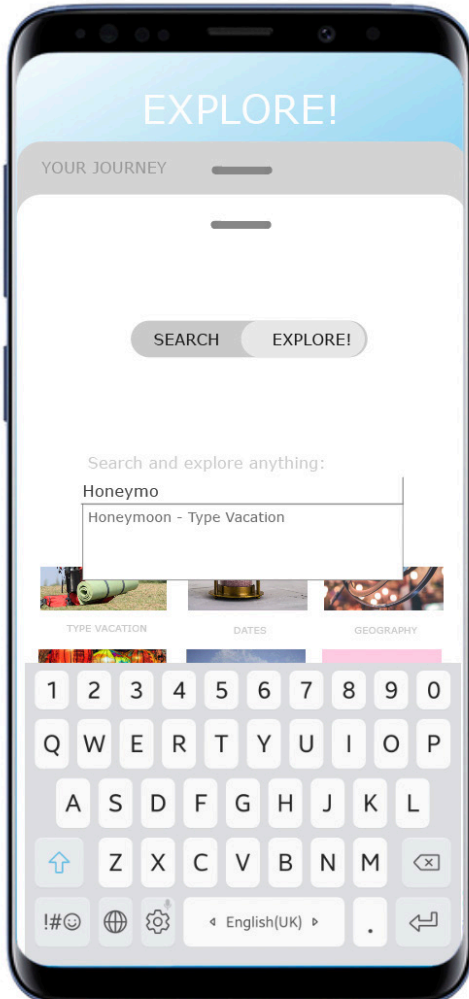 EXPLORE!
YOUR JOURNEY
SEARCH EXPLORE!
Search and explore anything:
Honeymo
Honeymoon - Type Vacation
TYPE VACATION DATES GEOGRAPHY
1 2 3 4 5 6 7 8 9 0
Q W E R T Y U I O P
A S D F G H J K L
Z X C V B N M
!#☺ English(UK) .